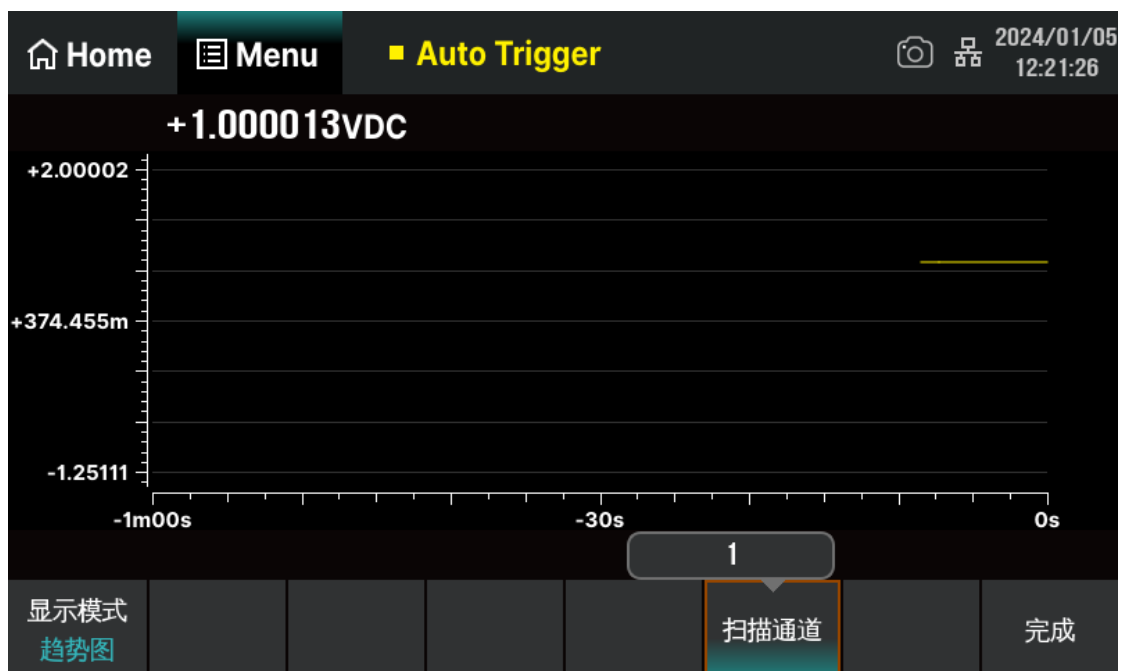 Home Menu Auto Trigger 2024/01/05
12:21:26
+1.000013VDC
+2.00002
+374.455m
-1.25111
-1m00s -30s 0s
1
显示模式
趋势图
扫描通道
完成